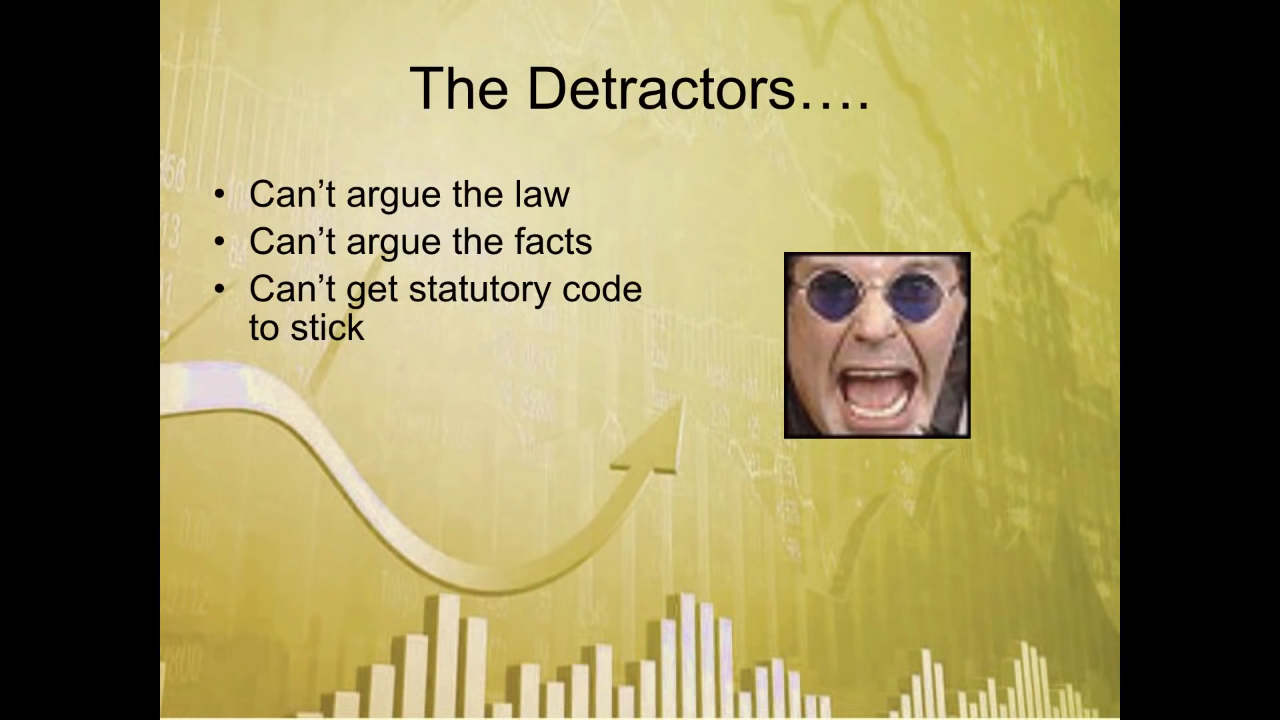 The Detractors….
• Can’t argue the law
• Can’t argue the facts
• Can’t get statutory code
to stick